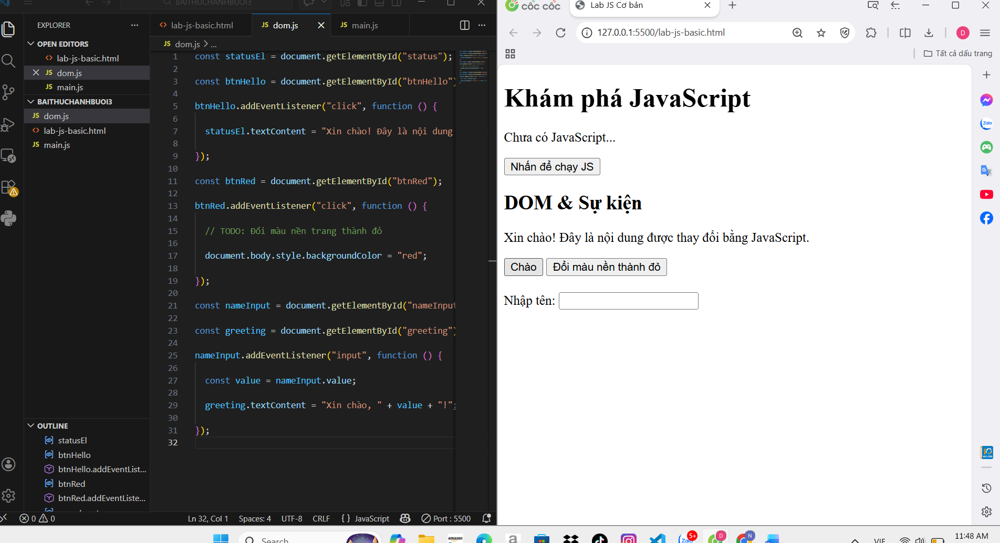 BAITHUCHANHBUOI3
EXPLORER
OPEN EDITORS
lab-js-basic.html
JS dom.js
JS main.js
BAITHUCHANHBUOI3
JS dom.js
lab-js-basic.html
JS main.js
OUTLINE
statusEl
btnHello
btnHello.addEventList...
btnRed
btnRed.addEventListe...
lab-js-basic.html
JS dom.js
JS main.js
JS dom.js > ...
1 const statusEl = document.getElementById("status");
2
3 const btnHello = document.getElementById("btnHello")
4
5 btnHello.addEventListener("click", function () {
6
7 statusEl.textContent = "Xin chào! Đây là nội dung
8
9 });
10
11 const btnRed = document.getElementById("btnRed");
12
13 btnRed.addEventListener("click", function () {
14
15 // TODO: Đổi màu nền trang thành đỏ
16
17 document.body.style.backgroundColor = "red";
18
19 });
20
21 const nameInput = document.getElementById("nameInput
22
23 const greeting = document.getElementById("greeting")
24
25 nameInput.addEventListener("input", function () {
26
27 const value = nameInput.value;
28
29 greeting.textContent = "Xin chào, " + value + "!";
30
31 });
32
0 0
Ln 32, Col 1 Spaces: 4 UTF-8 CRLF { } JavaScript Port : 5500
cốc cốc
Lab JS Cơ bản
127.0.0.1:5500/lab-js-basic.html
D
Tất cả dấu trang
Khám phá JavaScript
Chưa có JavaScript...
Nhấn để chạy JS
DOM & Sự kiện
Xin chào! Đây là nội dung được thay đổi bằng JavaScript.
Chào
Đổi màu nền thành đỏ
Nhập tên:
Zalo
Search
amazon
5+
D
N
VIE
11:48 AM